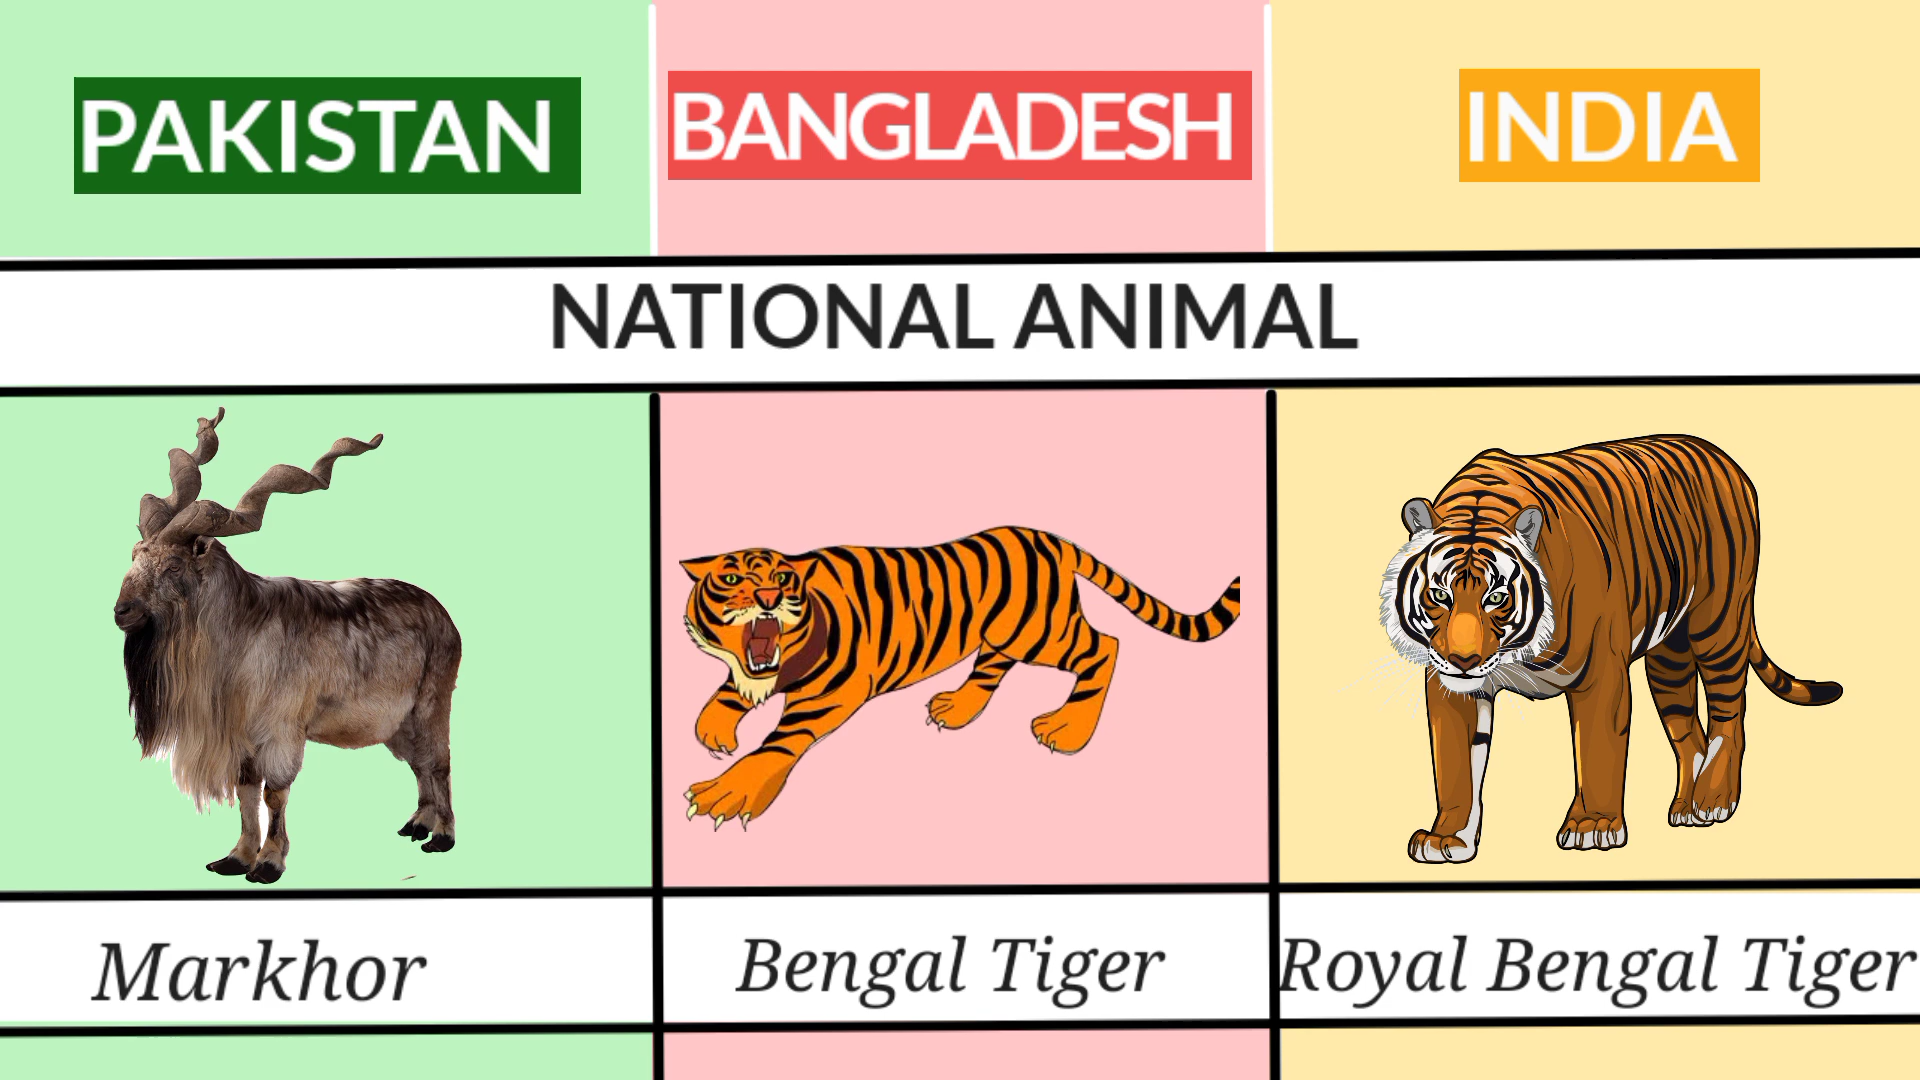 PAKISTAN
BANGLADESH
INDIA
NATIONAL ANIMAL
Markhor
Bengal Tiger
Royal Bengal Tiger